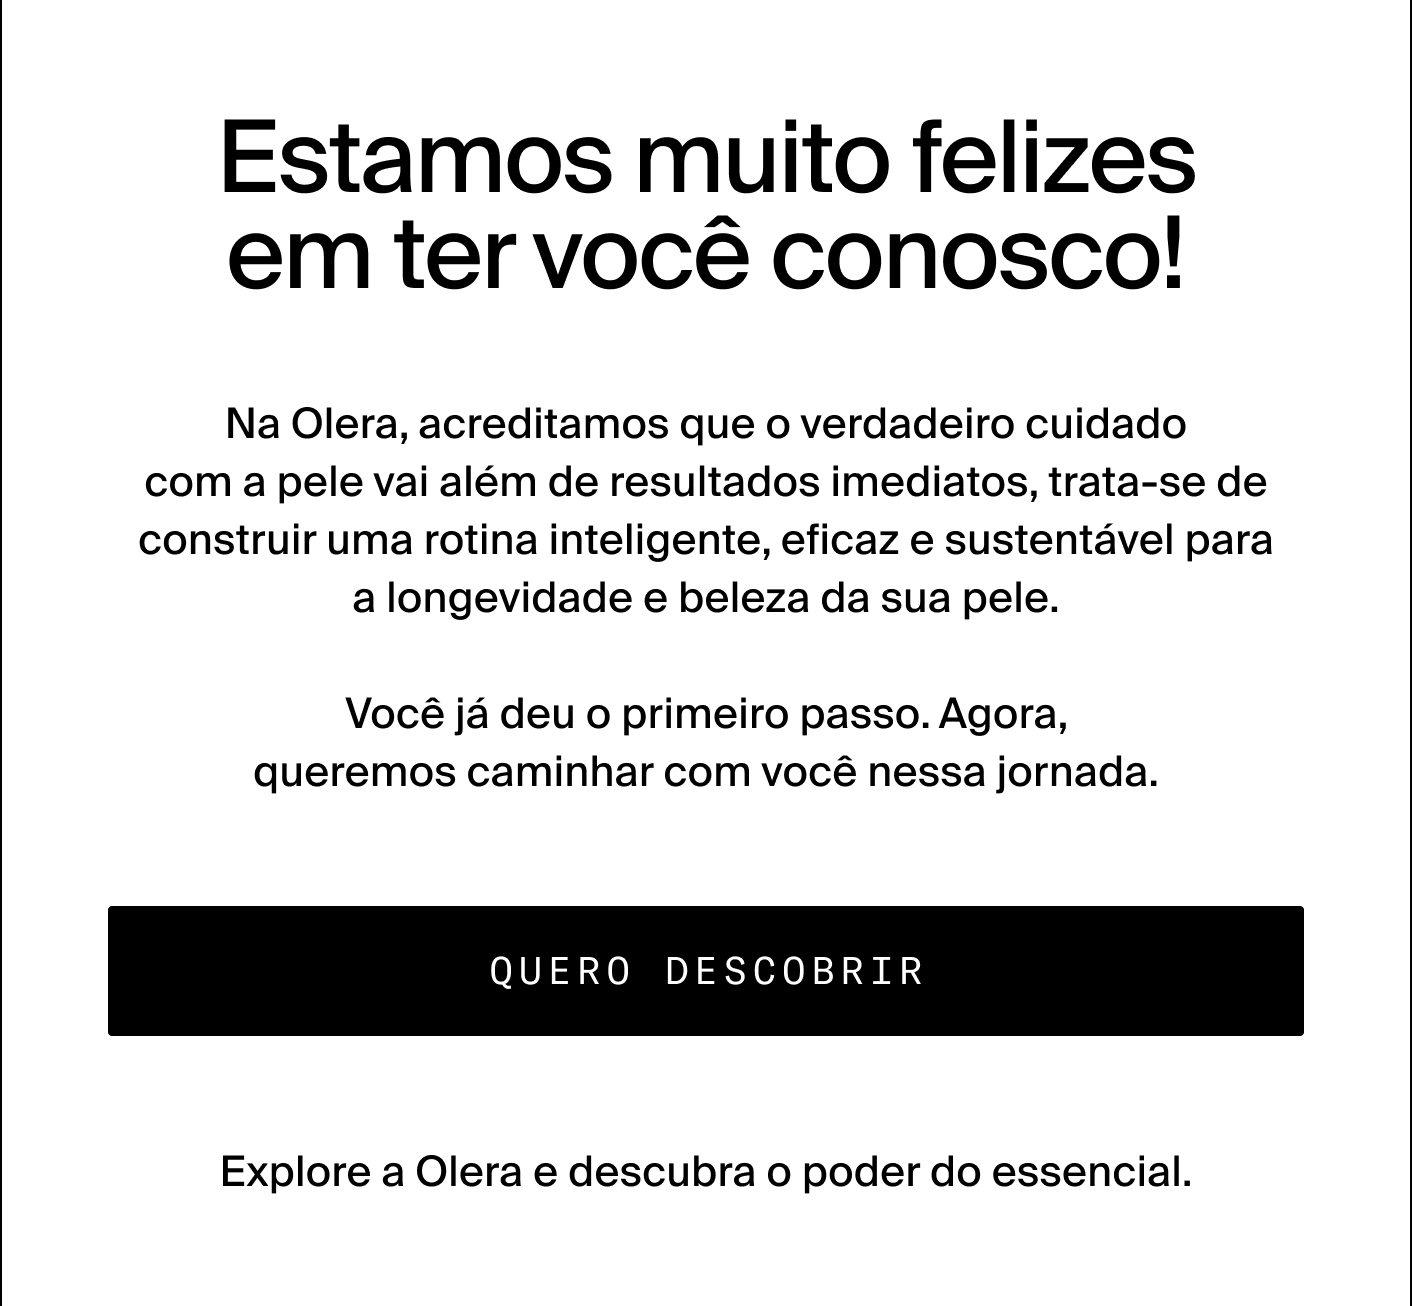 Estamos muito felizes
em ter você conosco!
Na Olera, acreditamos que o verdadeiro cuidado
com a pele vai além de resultados imediatos, trata-se de
construir uma rotina inteligente, eficaz e sustentável para
a longevidade e beleza da sua pele.
Você já deu o primeiro passo. Agora,
queremos caminhar com você nessa jornada.
QUERO DESCOBRIR
Explore a Olera e descubra o poder do essencial.